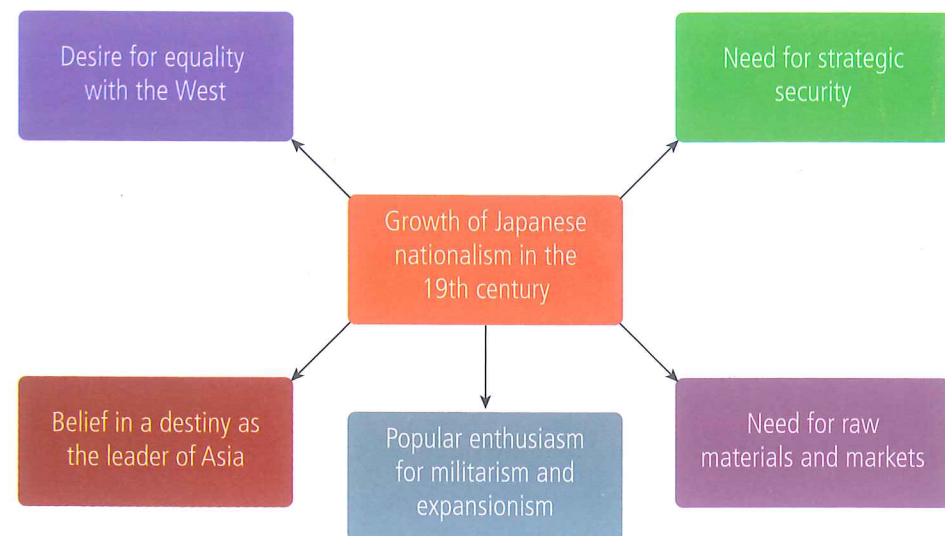 Desire for equality
with the West
Need for strategic
security
Growth of Japanese
nationalism in the
19th century
Belief in a destiny as
the leader of Asia
Popular enthusiasm
for militarism and
expansionism
Need for raw
materials and markets